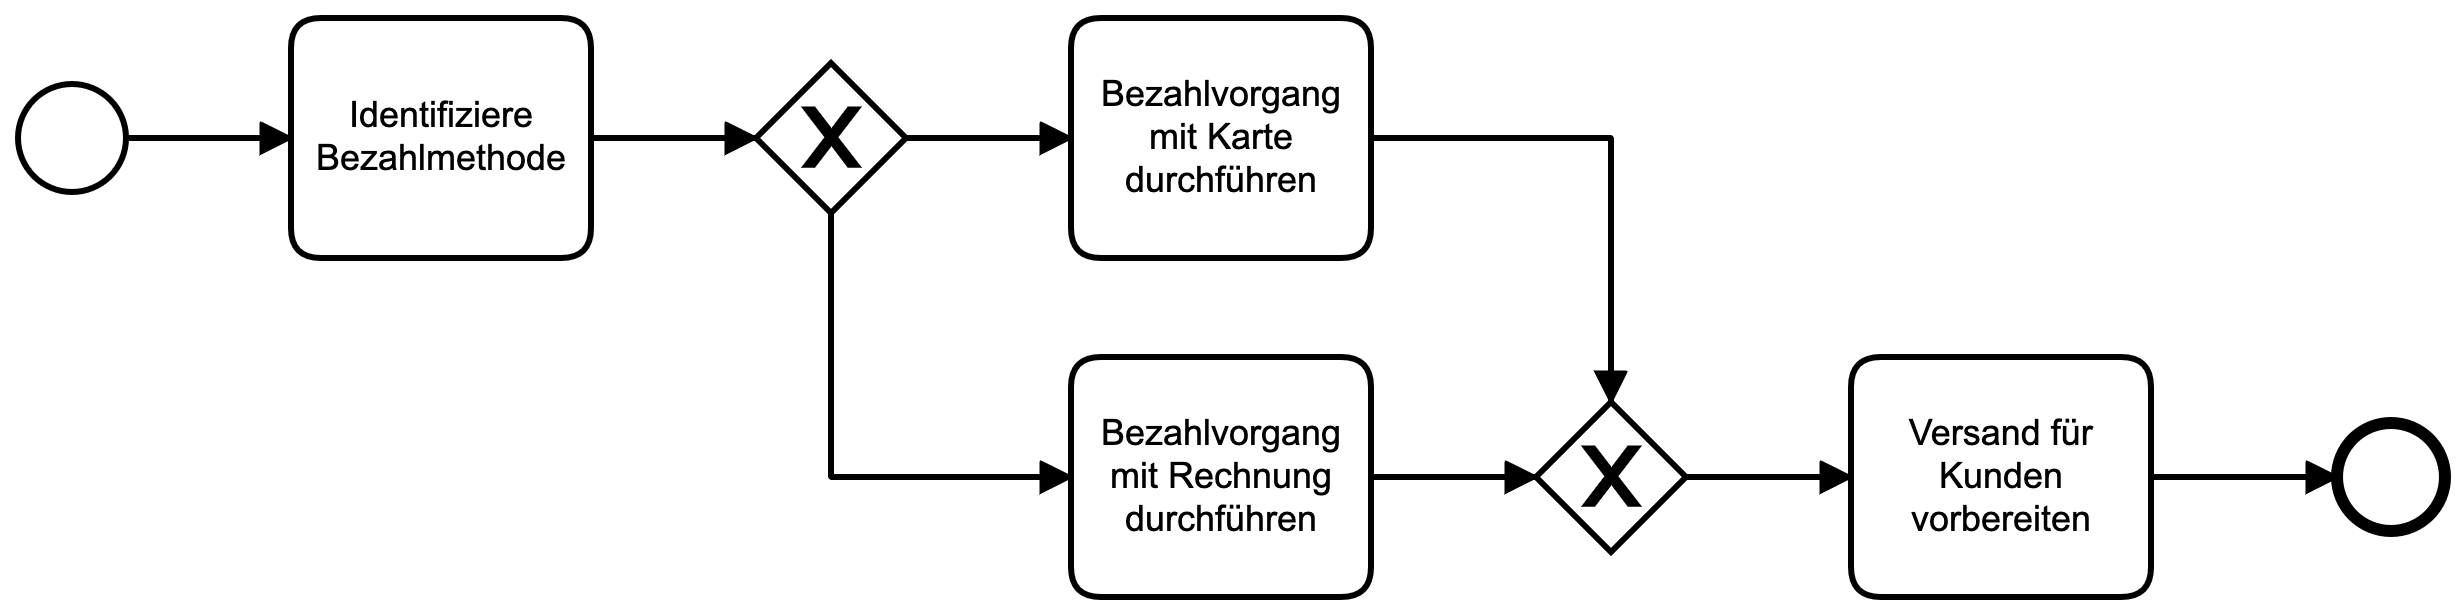 Identifiziere
Bezahlmethode
X
Bezahlvorgang
mit Karte
durchführen
Bezahlvorgang
mit Rechnung
durchführen
X
Versand für
Kunden
vorbereiten